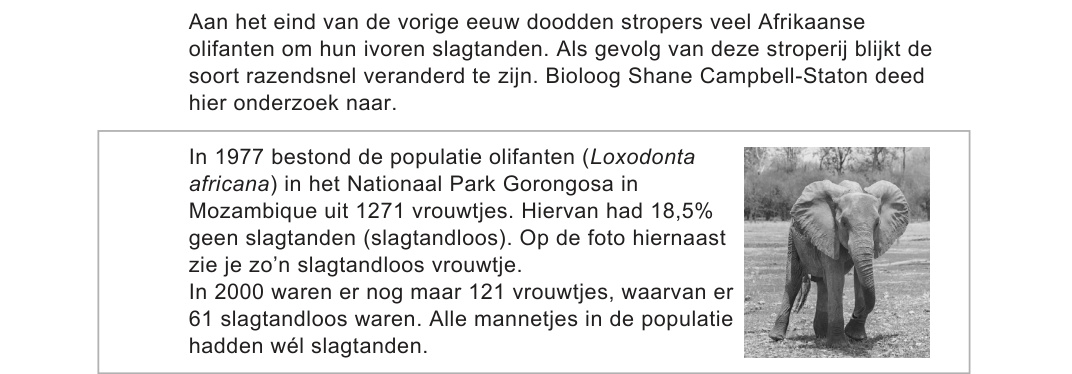 Aan het eind van de vorige eeuw doodden stropers veel Afrikaanse
olifanten om hun ivoren slagtanden. Als gevolg van deze stroperij blijkt de
soort razendsnel veranderd te zijn. Bioloog Shane Campbell-Staton deed
hier onderzoek naar.
In 1977 bestond de populatie olifanten (Loxodonta
africana) in het Nationaal Park Gorongosa in
Mozambique uit 1271 vrouwtjes. Hiervan had 18,5%
geen slagtanden (slagtandloos). Op de foto hiernaast
zie je zo’n slagtandloos vrouwtje.
In 2000 waren er nog maar 121 vrouwtjes, waarvan er
61 slagtandloos waren. Alle mannetjes in de populatie
hadden wél slagtanden.